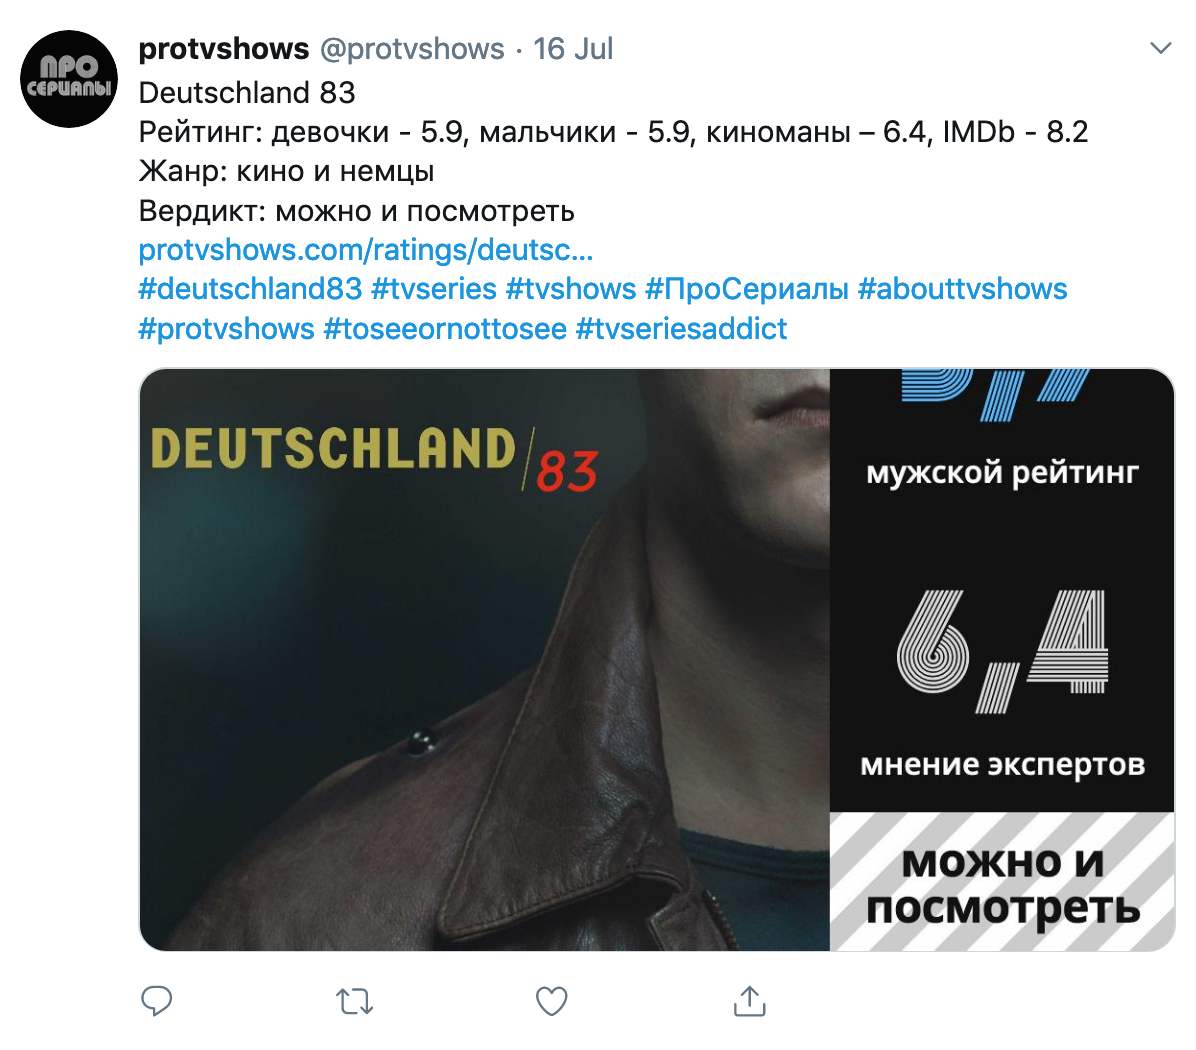 ПРО
СЕРИАЛЫ
protvshows @protvshows · 16 Jul
Deutschland 83
Рейтинг: девочки - 5.9, мальчики - 5.9, киноманы – 6.4, IMDb - 8.2
Жанр: кино и немцы
Вердикт: можно и посмотреть
protvshows.com/ratings/deutsc...
#deutschland83 #tvseries #tvshows #ПроСериалы #abouttvshows
#protvshows #toseeornottosee #tvseriesaddict
DEUTSCHLAND/83
мужской рейтинг
6,4
мнение экспертов
можно и
посмотреть